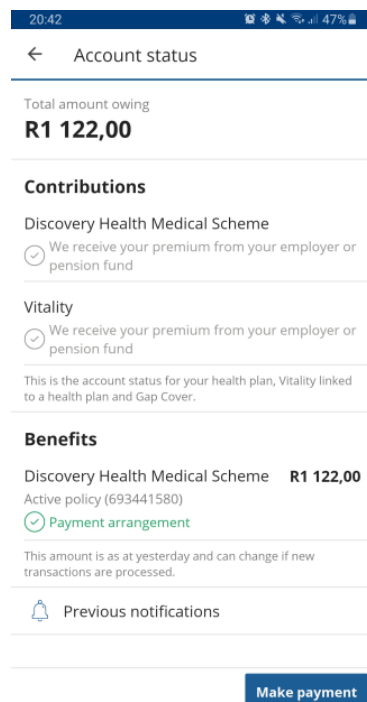 20:42
47%
Account status
Total amount owing
R1 122,00
Contributions
Discovery Health Medical Scheme
We receive your premium from your employer or
pension fund
Vitality
We receive your premium from your employer or
pension fund
This is the account status for your health plan, Vitality linked
to a health plan and Gap Cover.
Benefits
Discovery Health Medical Scheme R1 122,00
Active policy (693441580)
Payment arrangement
This amount is as at yesterday and can change if new
transactions are processed.
Previous notifications
Make payment